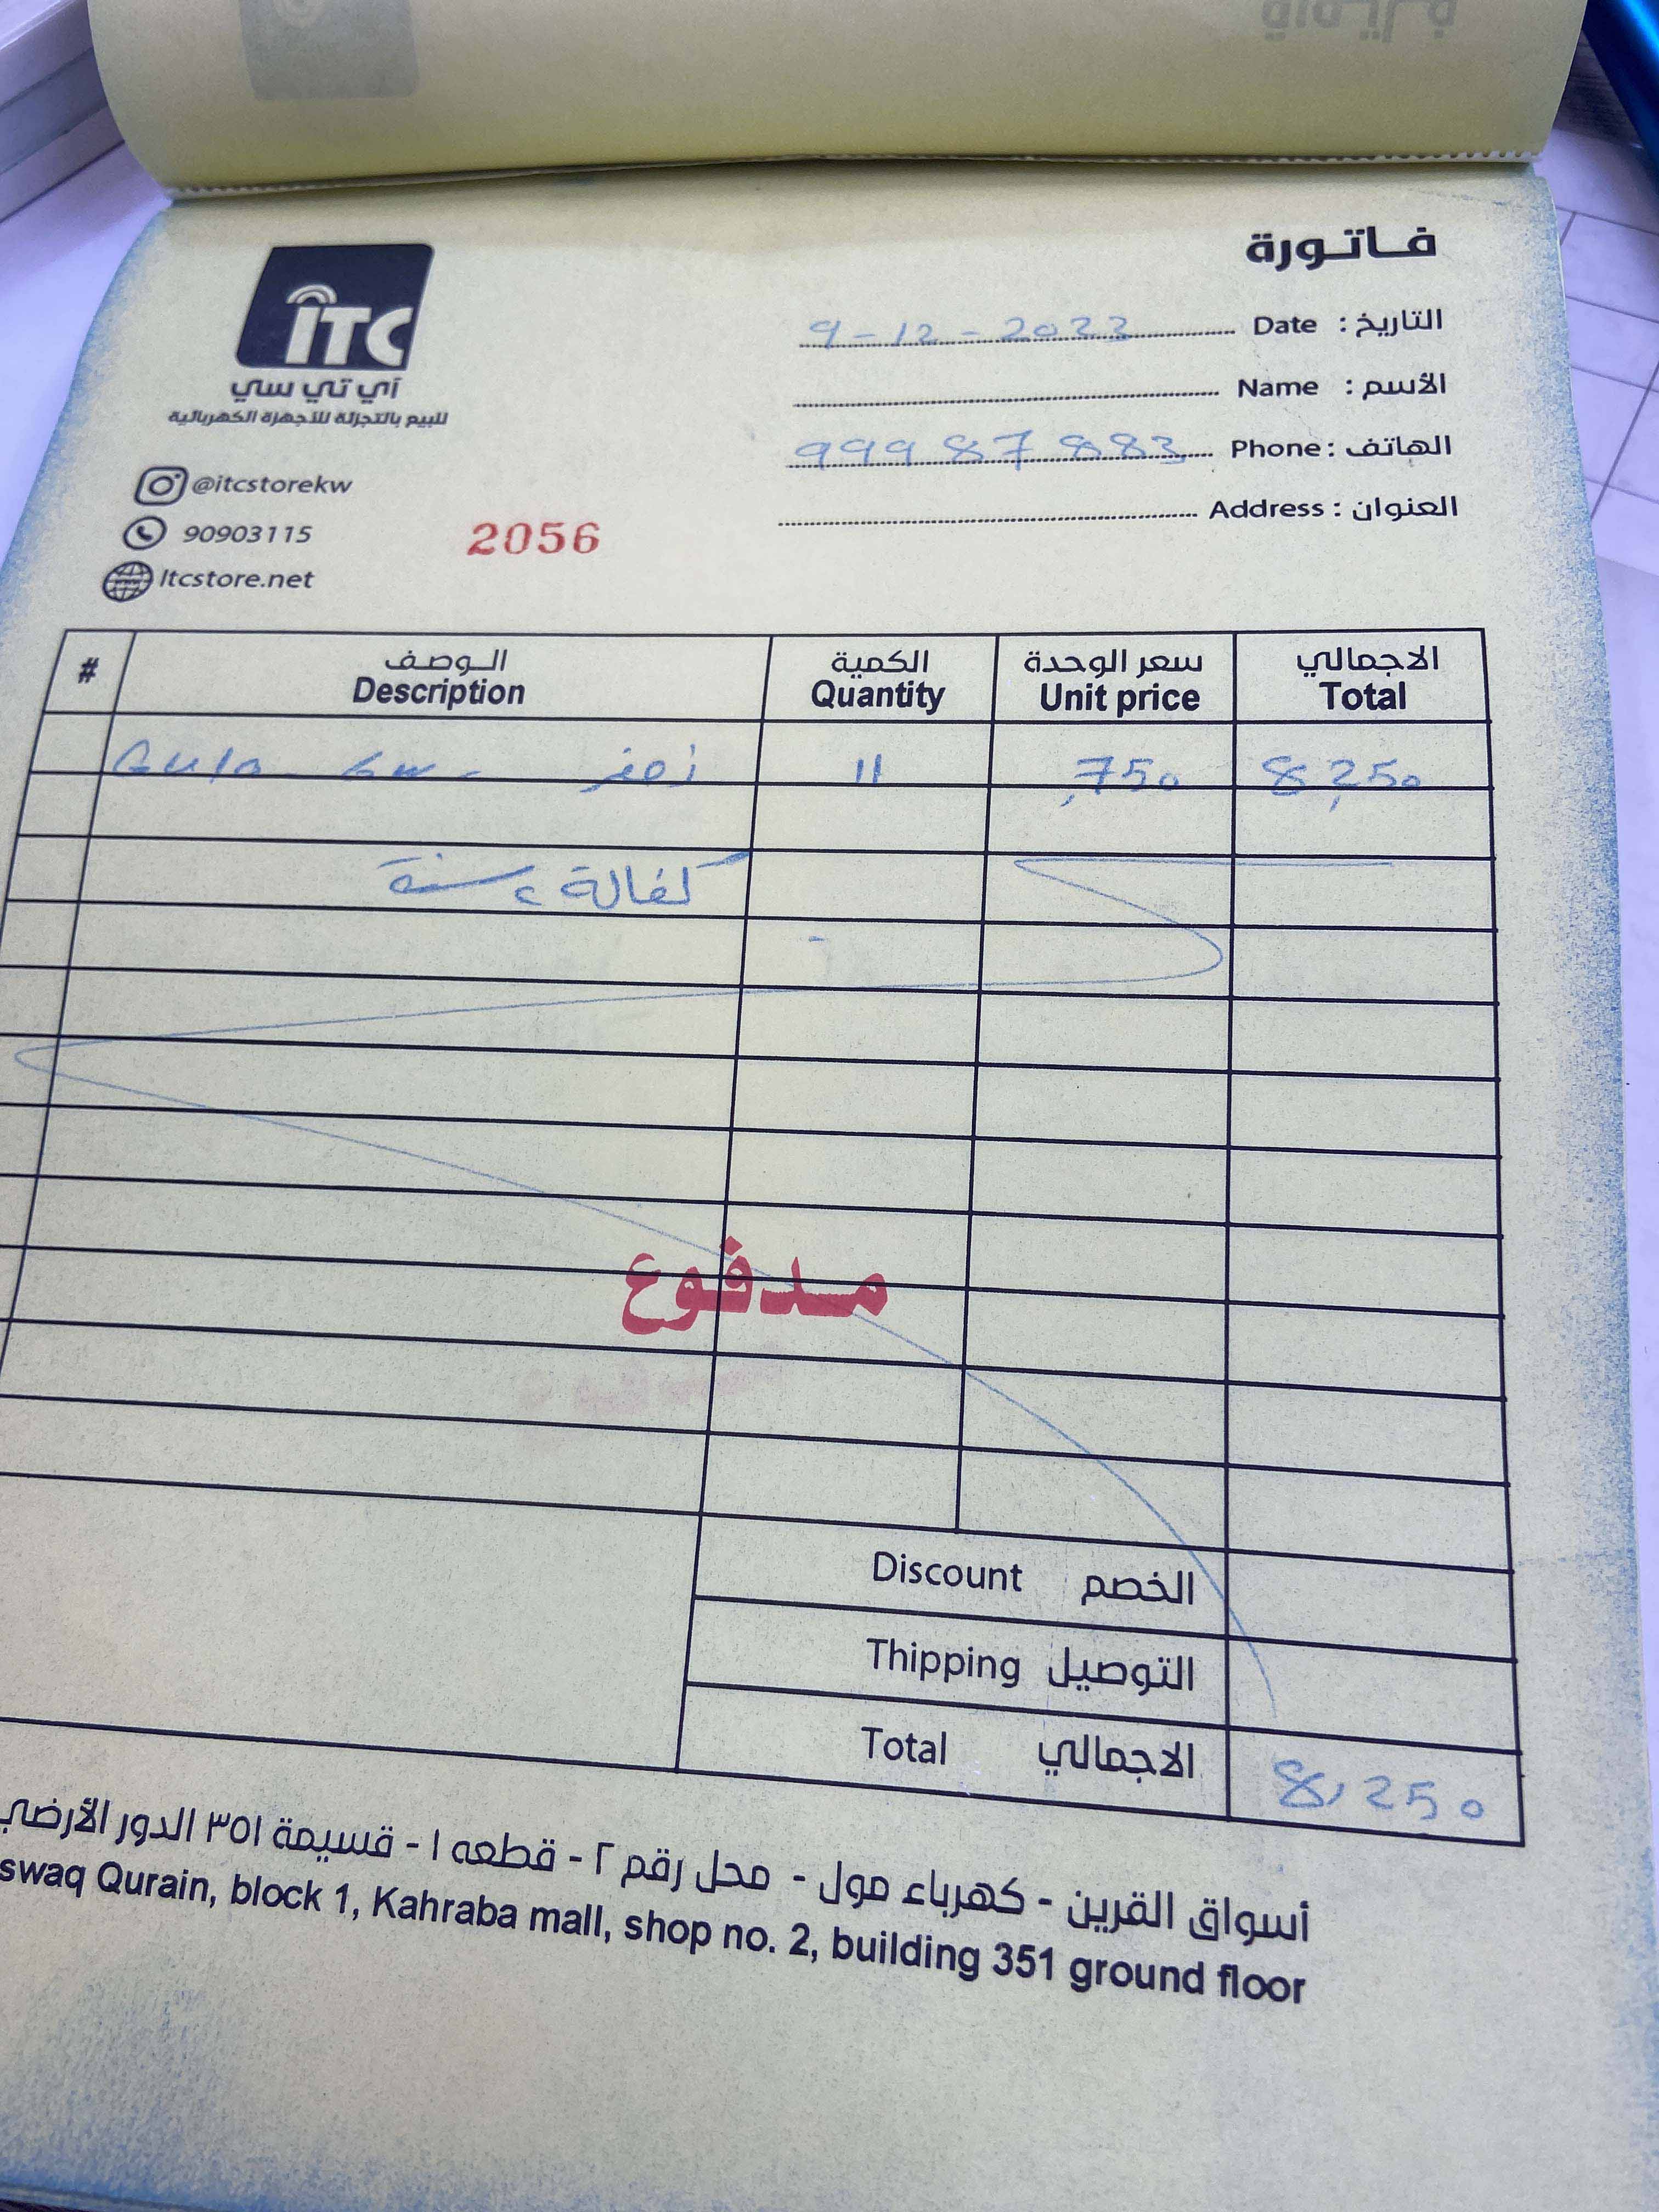 فاتورة
التاريخ : Date 9-12-2023
الأسم : Name
الهاتف : Phone 99987883
العنوان : Address
iTC
آي تي سي
للبيع بالتجزئة للأجهزة الكهربائية
@itcstorekw
90903115
Itcstore.net
2056
# الوصف الكمية سعر الوحدة الاجمالي
Description Quantity Unit price Total
6w - اصفر 11 ,750 8,250
كفالة 2 سنة
مدفوع
Discount الخصم
Thipping التوصيل
Total الاجمالي 8,250
أسواق القرين - كهرباء مول - محل رقم ٢ - قطعه ١ - قسيمة ٣٥١ الدور الأرضي
swaq Qurain, block 1, Kahraba mall, shop no. 2, building 351 ground floor